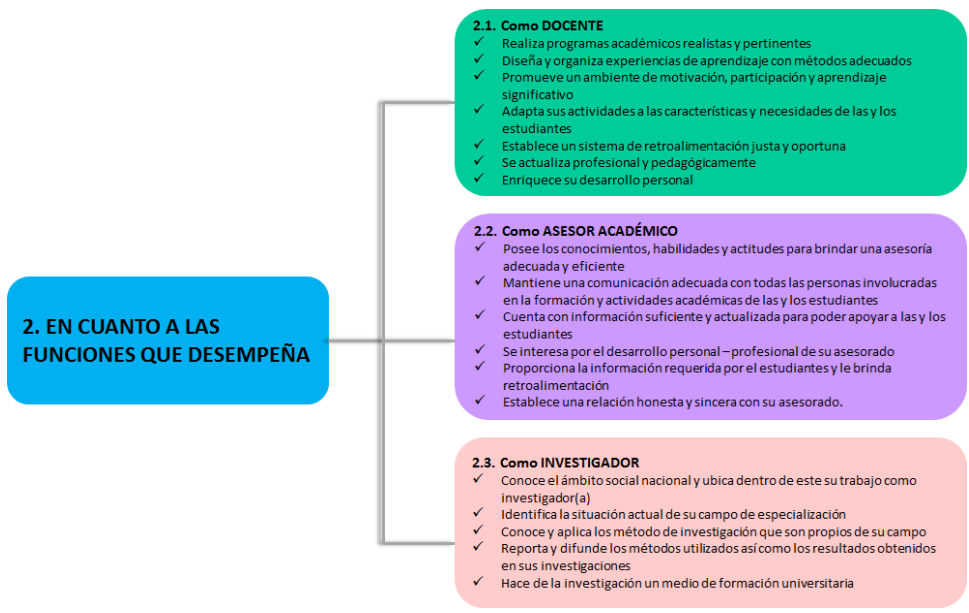 2. EN CUANTO A LAS
FUNCIONES QUE DESEMPEÑA
2.1. Como DOCENTE
✓ Realiza programas académicos realistas y pertinentes
✓ Diseña y organiza experiencias de aprendizaje con métodos adecuados
✓ Promueve un ambiente de motivación, participación y aprendizaje
significativo
✓ Adapta sus actividades a las características y necesidades de las y los
estudiantes
✓ Establece un sistema de retroalimentación justa y oportuna
✓ Se actualiza profesional y pedagógicamente
✓ Enriquece su desarrollo personal
2.2. Como ASESOR ACADÉMICO
✓ Posee los conocimientos, habilidades y actitudes para brindar una asesoría
adecuada y eficiente
✓ Mantiene una comunicación adecuada con todas las personas involucradas
en la formación y actividades académicas de las y los estudiantes
✓ Cuenta con información suficiente y actualizada para poder apoyar a las y los
estudiantes
✓ Se interesa por el desarrollo personal – profesional de su asesorado
✓ Proporciona la información requerida por el estudiantes y le brinda
retroalimentación
✓ Establece una relación honesta y sincera con su asesorado.
2.3. Como INVESTIGADOR
✓ Conoce el ámbito social nacional y ubica dentro de este su trabajo como
investigador(a)
✓ Identifica la situación actual de su campo de especialización
✓ Conoce y aplica los método de investigación que son propios de su campo
✓ Reporta y difunde los métodos utilizados así como los resultados obtenidos
en sus investigaciones
✓ Hace de la investigación un medio de formación universitaria